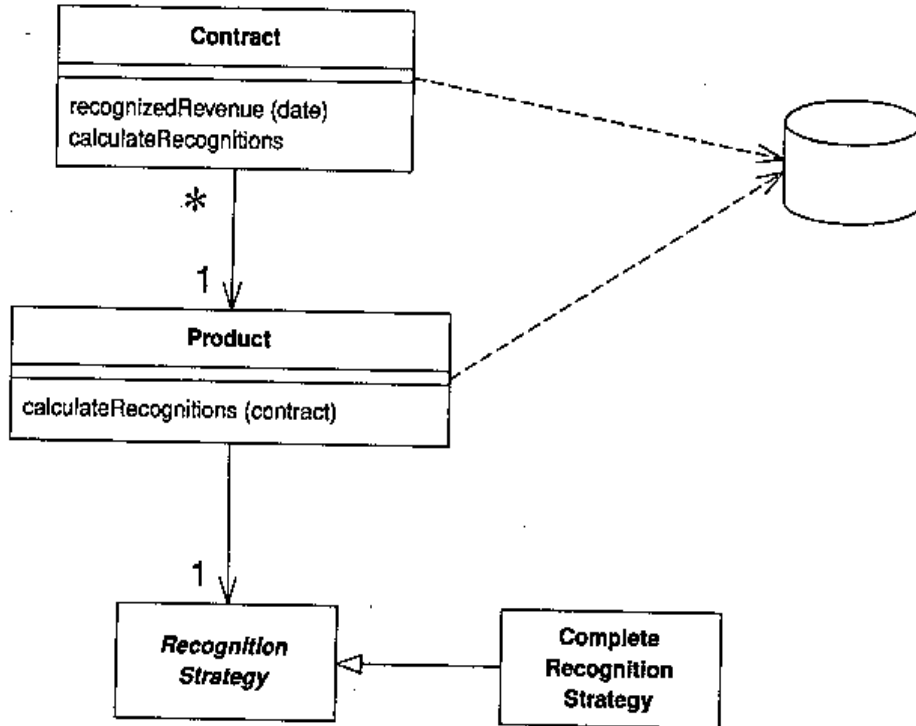 Contract
recognizedRevenue (date)
calculateRecognitions
*
1
Product
calculateRecognitions (contract)
1
Recognition
Strategy
Complete
Recognition
Strategy